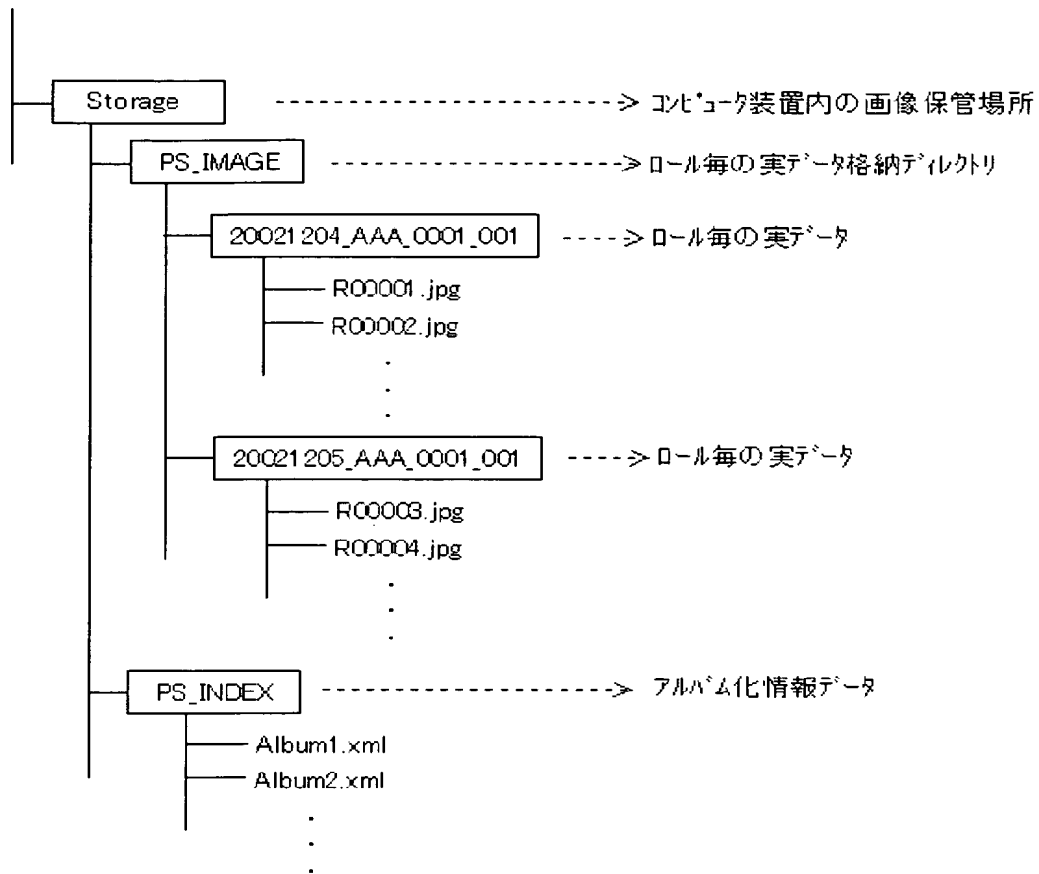 Storage -----------------------> ｺﾝﾋﾟｭｰﾀ装置内の画像保管場所
PS_IMAGE --------------------> ﾛｰﾙ毎の実ﾃﾞｰﾀ格納ﾃﾞｨﾚｸﾄﾘ
20021204_AAA_0001_001 ----> ﾛｰﾙ毎の実ﾃﾞｰﾀ
R00001.jpg
R00002.jpg
20021205_AAA_0001_001 ----> ﾛｰﾙ毎の実ﾃﾞｰﾀ
R00003.jpg
R00004.jpg
PS_INDEX -------------------> ｱﾙﾊﾞﾑ化情報ﾃﾞｰﾀ
Album1.xml
Album2.xml